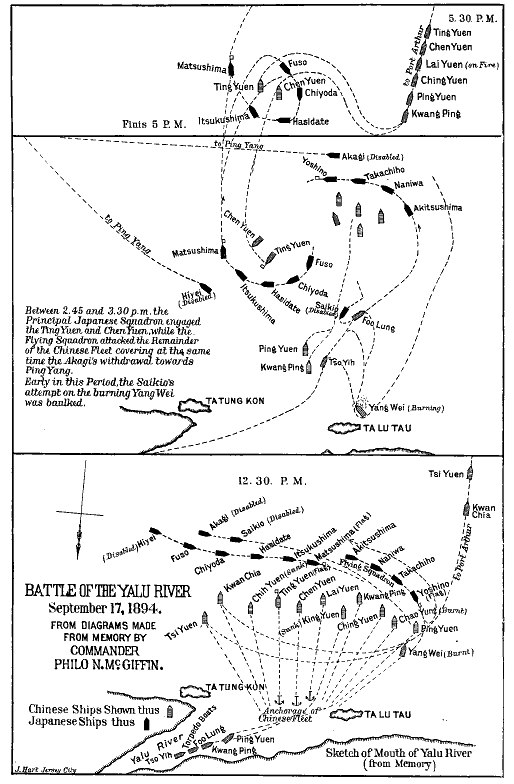 5. 30. P. M.
to Port Arthur
Ting Yuen
Chen Yuen
Lai Yuen (on Fire)
Ching Yuen
Ping Yuen
Kwang Ping
Matsushima
Fuso
Ting Yuen
Chen Yuen
Chiyoda
Itsukushima
Hasidate
Finis 5 P. M.
to Ping Yang
Akagi (Disabled)
Yoshino
Takachiho
Naniwa
Akitsushima
to Ping Yang
Chen Yuen
Ting Yuen
Matsushima
Fuso
Chiyoda
Hasidate
Itsukushima
Hiyei
(Disabled)
Saikio
(Disabled)
Foo Lung
Between 2.45 and 3.30 p.m. the
Principal Japanese Squadron engaged
the Ting Yuen and Chen Yuen, while the
Flying Squadron attacked the Remainder
of the Chinese Fleet covering at the same
time the Akagi's withdrawal towards
Ping Yang.
Early in this Period, the Saikio's
attempt on the burning Yang Wei
was baulked.
Ping Yuen
Kwang Ping
Tso Yih
Yang Wei (Burning)
TA TUNG KON
TA LU TAU
12. 30. P. M.
Tsi Yuen
Kwan
Chia
to Port Arthur
Akagi (Disabled)
Saikio (Disabled)
(Disabled) Hiyei
Fuso
Chiyoda
Hasidate
Itsukushima
Matsushima (Flag)
Akitsushima
Naniwa
Takachiho
Yoshino
(Flag)
Flying Squadron
Kwan Chia
Chih Yuen (Sunk)
Ting Yuen (Flag)
Chen Yuen
Lai Yuen
Kwang Ping
Tsi Yuen
(Sunk) King Yuen
Ching Yuen
Chao Yung (Burnt)
Ping Yuen
Yang Wei (Burnt)
BATTLE OF THE YALU RIVER
September 17, 1894.
FROM DIAGRAMS MADE
FROM MEMORY BY
COMMANDER
PHILO N. McGIFFIN.
Chinese Ships Shown thus
Japanese Ships thus
TA TUNG KON
Anchorage of
Chinese Fleet
TA LU TAU
Yalu River
Torpedo Boats
Tso Yih
Foo Lung
Kwang Ping
Ping Yuen
Sketch of Mouth of Yalu River
(from Memory)
J. Hart Jersey City